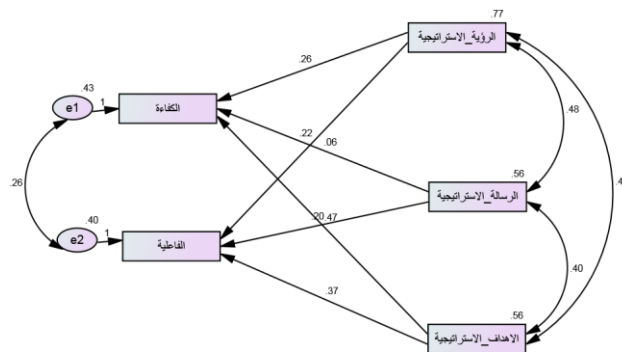 .77
الرؤية_الاستراتيجية
.26
.43
e1
1
الكفاءة
.22
.06
.48
.4
.56
الرسالة_الاستراتيجية
.26
.40
e2
1
الفاعلية
.20
.47
.40
.37
.56
الاهداف_الاستراتيجية